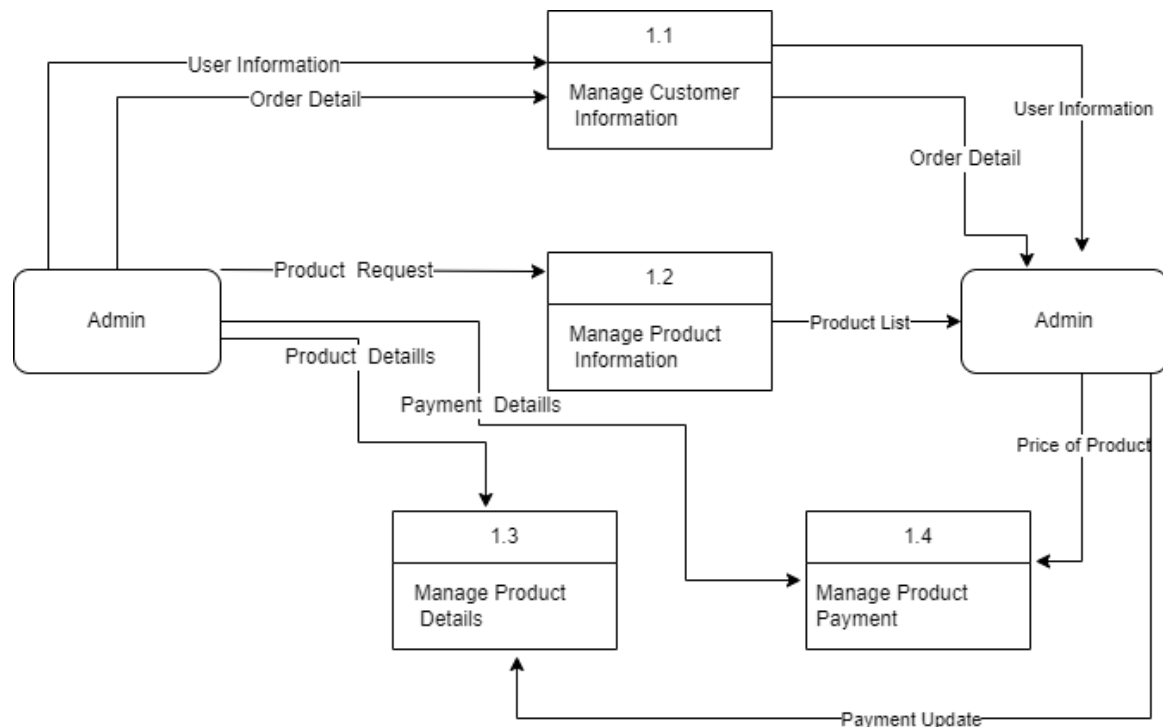 1.1
User Information
Manage Customer
Information
Order Detail
User Information
Order Detail
Product Request
1.2
Admin
Manage Product
Information
Product List
Admin
Product Detaills
Payment Detaills
Price of Product
1.3
1.4
Manage Product
Details
Manage Product
Payment
Payment Update